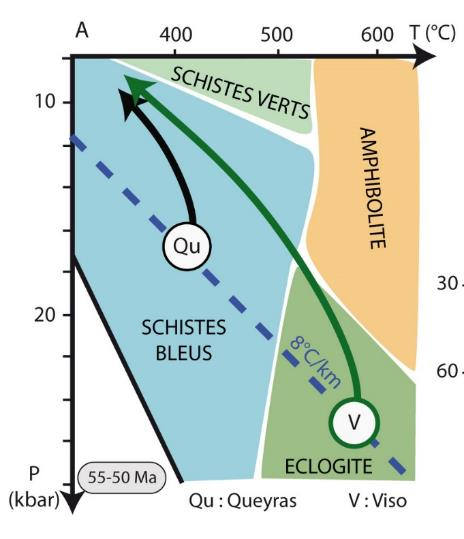 A
400
500
600
T (°C)
10
SCHISTES VERTS
AMPHIBOLITE
Qu
30
20
SCHISTES
BLEUS
8°C/km
60
V
ECLOGITE
P
(kbar)
55-50 Ma
Qu : Queyras
V : Viso